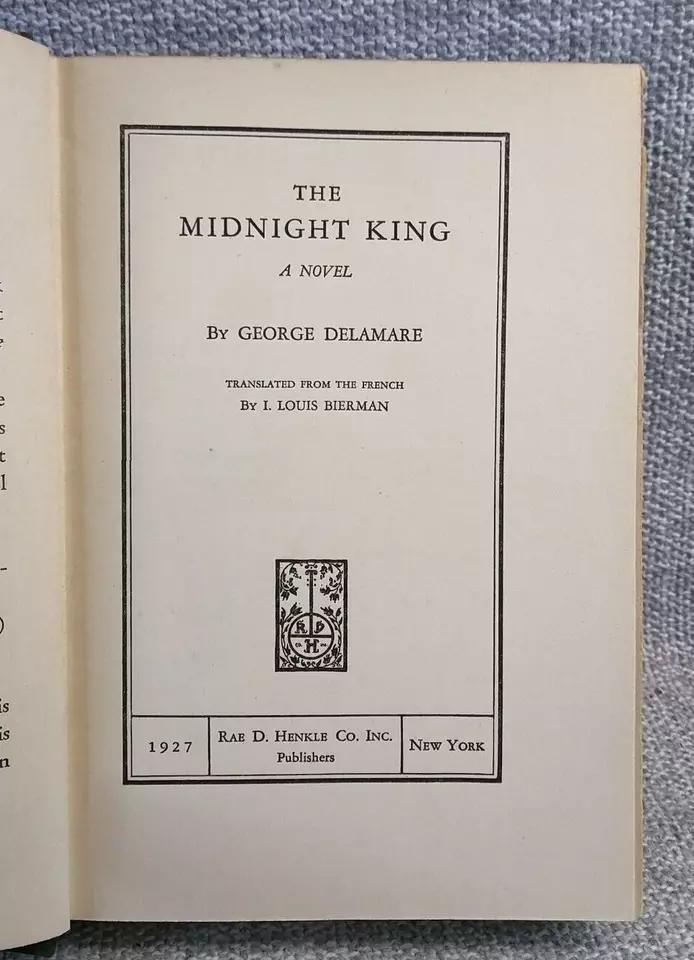 THE
MIDNIGHT KING
A NOVEL
BY GEORGE DELAMARE
TRANSLATED FROM THE FRENCH
BY I. LOUIS BIERMAN
R D
H
1927
RAE D. HENKLE CO. INC.
Publishers
NEW YORK